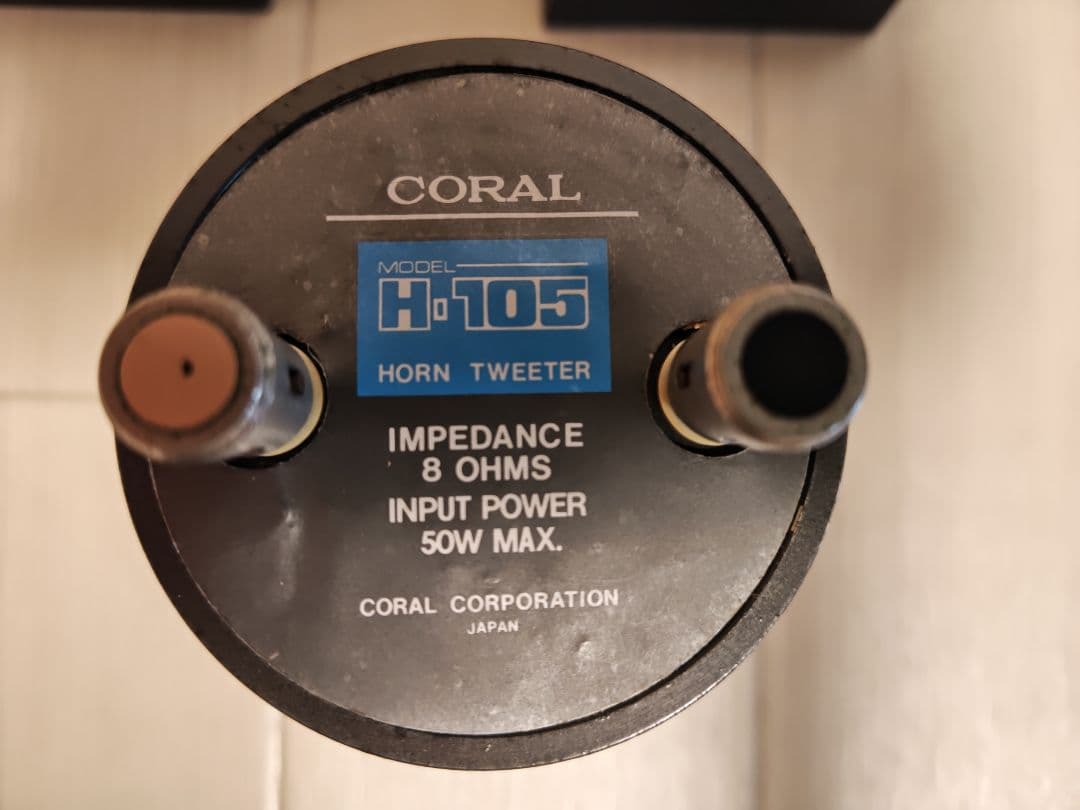 CORAL
MODEL
H-105
HORN TWEETER
IMPEDANCE
8 OHMS
INPUT POWER
50W MAX.
CORAL CORPORATION
JAPAN